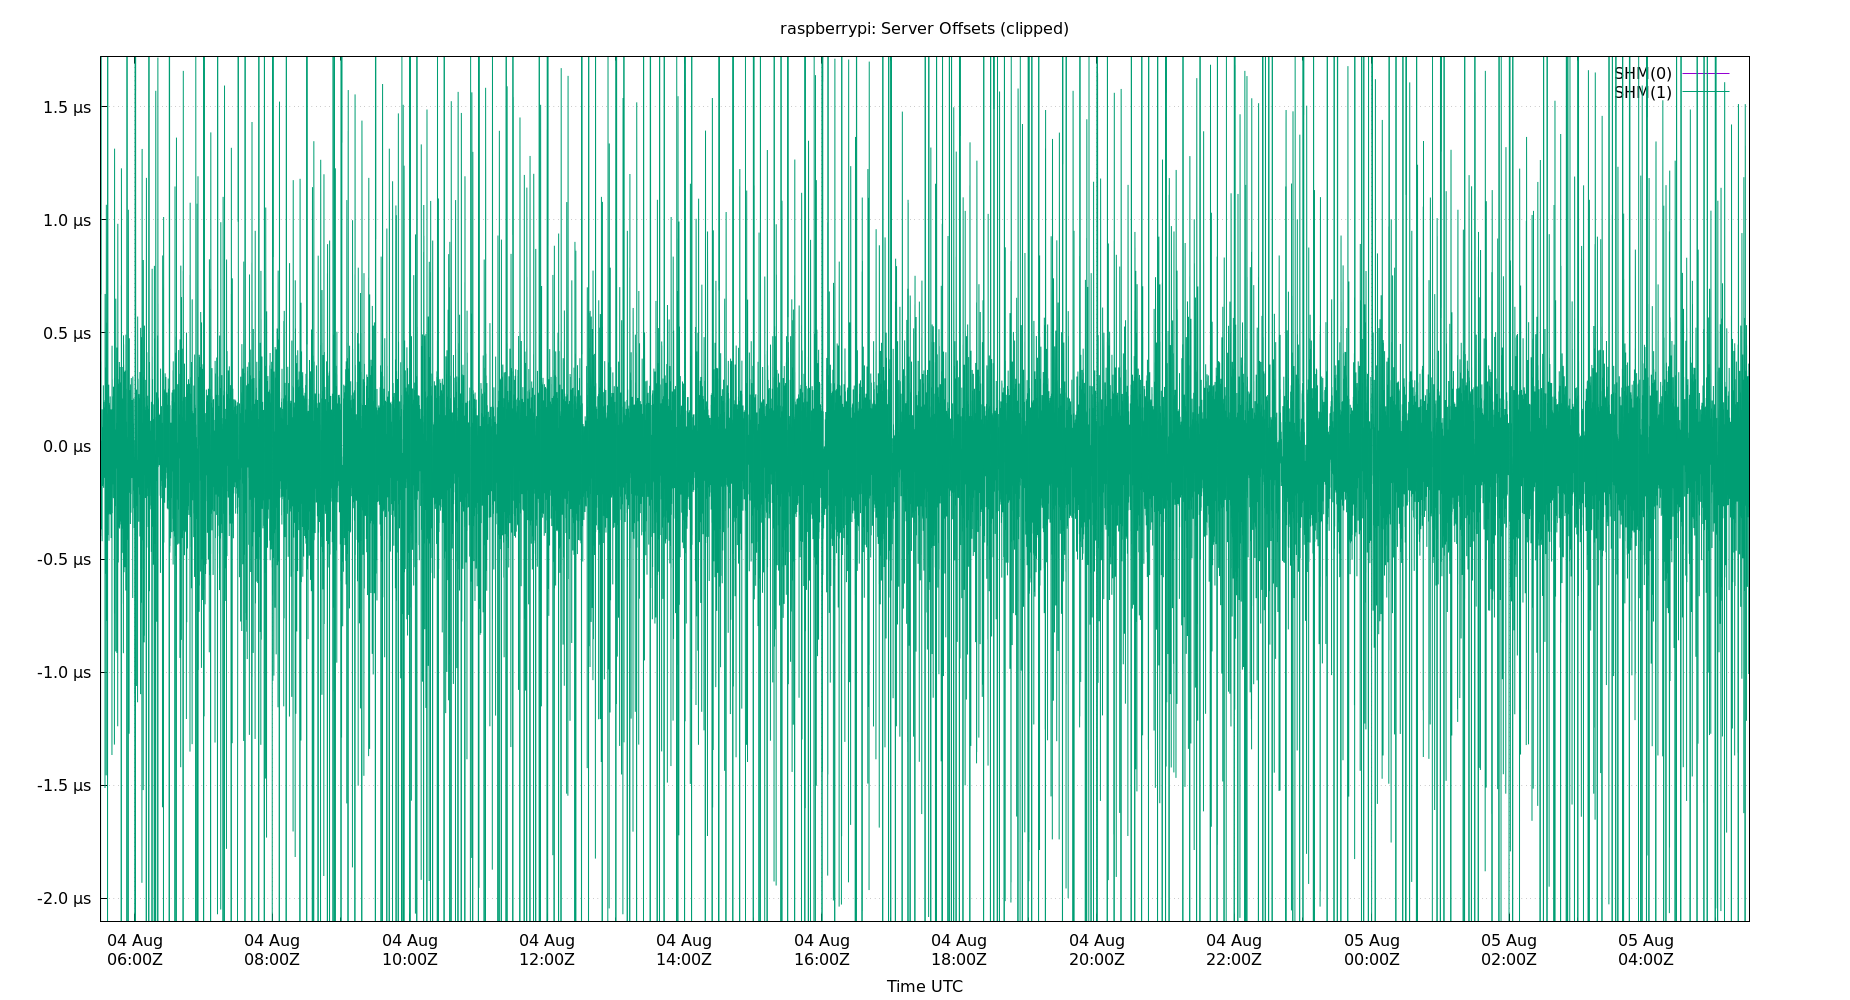 raspberrypi: Server Offsets (clipped)
SHM(0)
SHM(1)
1.5 µs
1.0 µs
0.5 µs
0.0 µs
-0.5 µs
-1.0 µs
-1.5 µs
-2.0 µs
04 Aug 04 Aug 04 Aug 04 Aug 04 Aug 04 Aug 04 Aug 04 Aug 04 Aug 05 Aug 05 Aug 05 Aug
06:00Z 08:00Z 10:00Z 12:00Z 14:00Z 16:00Z 18:00Z 20:00Z 22:00Z 00:00Z 02:00Z 04:00Z
Time UTC